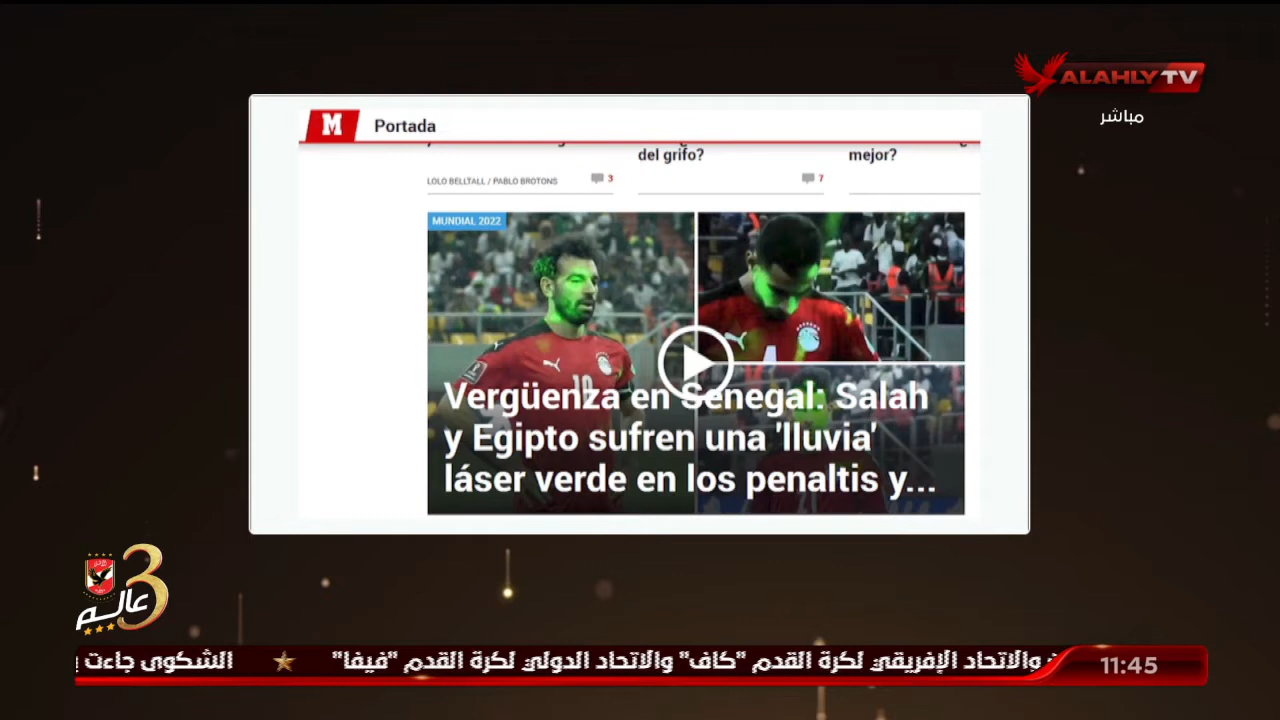 ALAHLY TV
مباشر
M Portada
del grifo?
mejor?
LOLO BELLTALL / PABLO BROTONS
3
7
MUNDIAL 2022
10
Vergüenza en Senegal: Salah
y Egipto sufren una 'lluvia'
láser verde en los penaltis y...
3
عالم
والاتحاد الإفريقي لكرة القدم "كاف" والاتحاد الدولي لكرة القدم "فيفا" ★ الشكوى جاءت
11:45